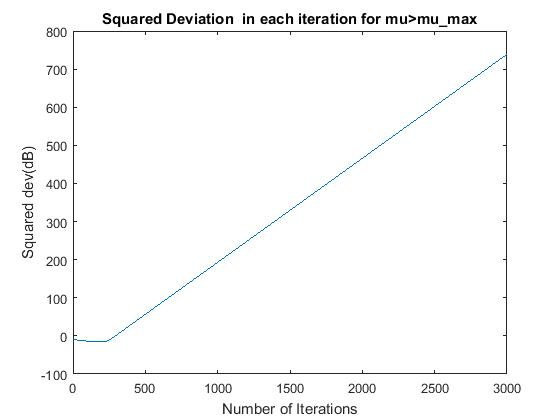 Squared Deviation  in each iteration for mu>mu_max
800
700
600
500
400
300
200
100
0
-100
Squared dev(dB)
0 500 1000 1500 2000 2500 3000
Number of Iterations